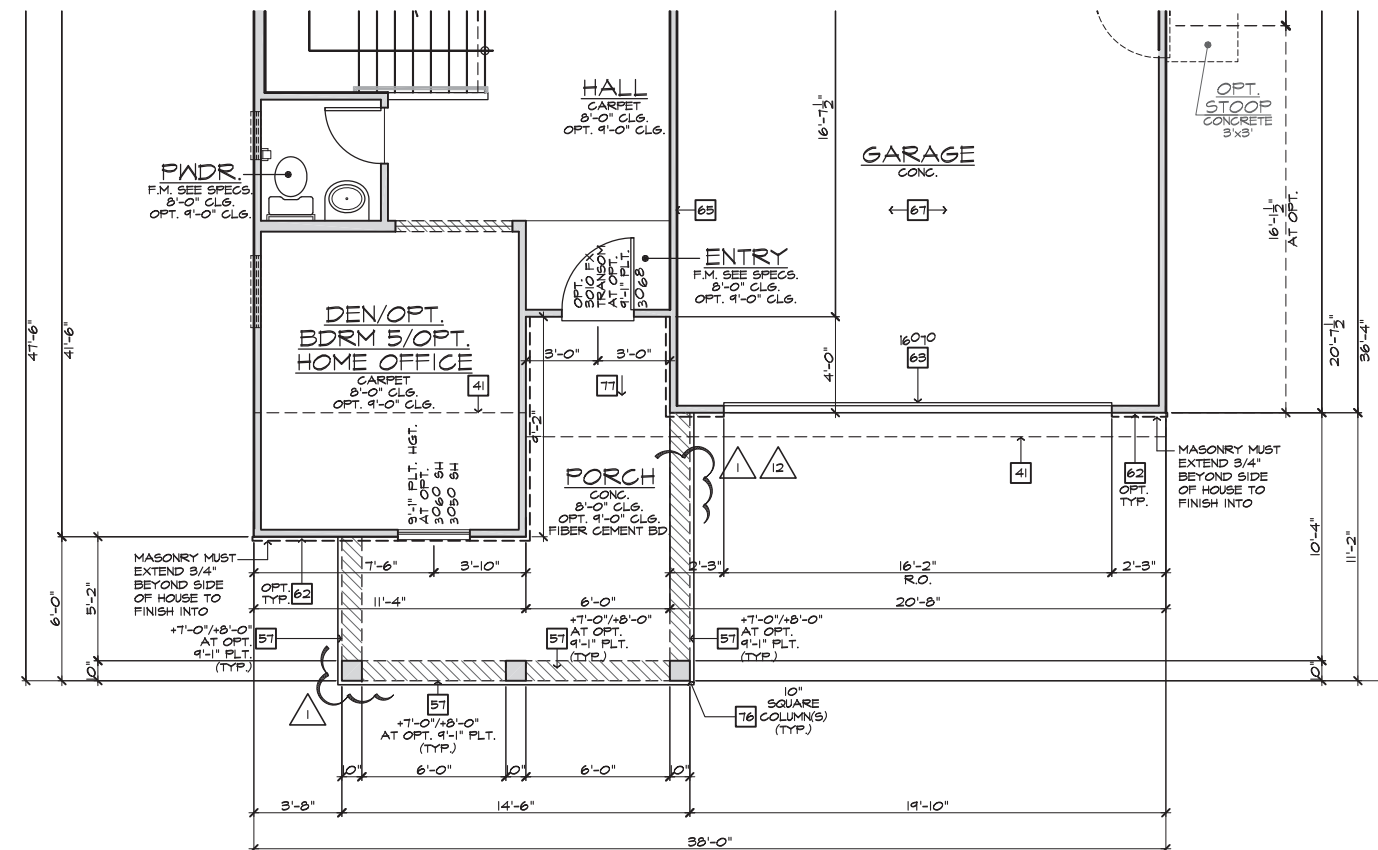 HALL
CARPET
8'-0" CLG.
OPT. 9'-0" CLG.
16'-7½"
OPT.
STOOP
CONCRETE
3'x3'
GARAGE
CONC.
PWDR.
F.M. SEE SPECS.
8'-0" CLG.
OPT. 9'-0" CLG.
65
67
16'-1½"
AT OPT.
ENTRY
F.M. SEE SPECS.
8'-0" CLG.
OPT. 9'-0" CLG.
OPT.
3010 FX
TRANSOM
AT OPT.
9'-1" PLT.
3068
DEN/OPT.
BDRM 5/OPT.
HOME OFFICE
CARPET
8'-0" CLG.
OPT. 9'-0" CLG.
41
47'-6"
41'-6"
3'-0"
3'-0"
77
4'-0"
16070
63
20'-7½"
36'-4"
9'-2"
9'-1" PLT. HGT.
AT OPT.
3060 SH
3050 SH
PORCH
CONC.
8'-0" CLG.
OPT. 9'-0" CLG.
FIBER CEMENT BD
1
12
41
62
OPT.
TYP.
MASONRY MUST
EXTEND 3/4"
BEYOND SIDE
OF HOUSE TO
FINISH INTO
MASONRY MUST
EXTEND 3/4"
BEYOND SIDE
OF HOUSE TO
FINISH INTO
OPT.
TYP.
62
7'-6"
3'-10"
2'-3"
16'-2"
R.O.
2'-3"
11'-4"
6'-0"
20'-8"
10'-4"
11'-2"
6'-0"
5'-2"
10"
10"
+7'-0"/+8'-0"
AT OPT.
9'-1" PLT.
(TYP.)
57
57
+7'-0"/+8'-0"
AT OPT.
9'-1" PLT.
(TYP.)
57
+7'-0"/+8'-0"
AT OPT.
9'-1" PLT.
(TYP.)
1
57
+7'-0"/+8'-0"
AT OPT. 9'-1" PLT.
(TYP.)
76
10"
SQUARE
COLUMN(S)
(TYP.)
10"
6'-0"
10"
6'-0"
10"
3'-8"
14'-6"
19'-10"
38'-0"